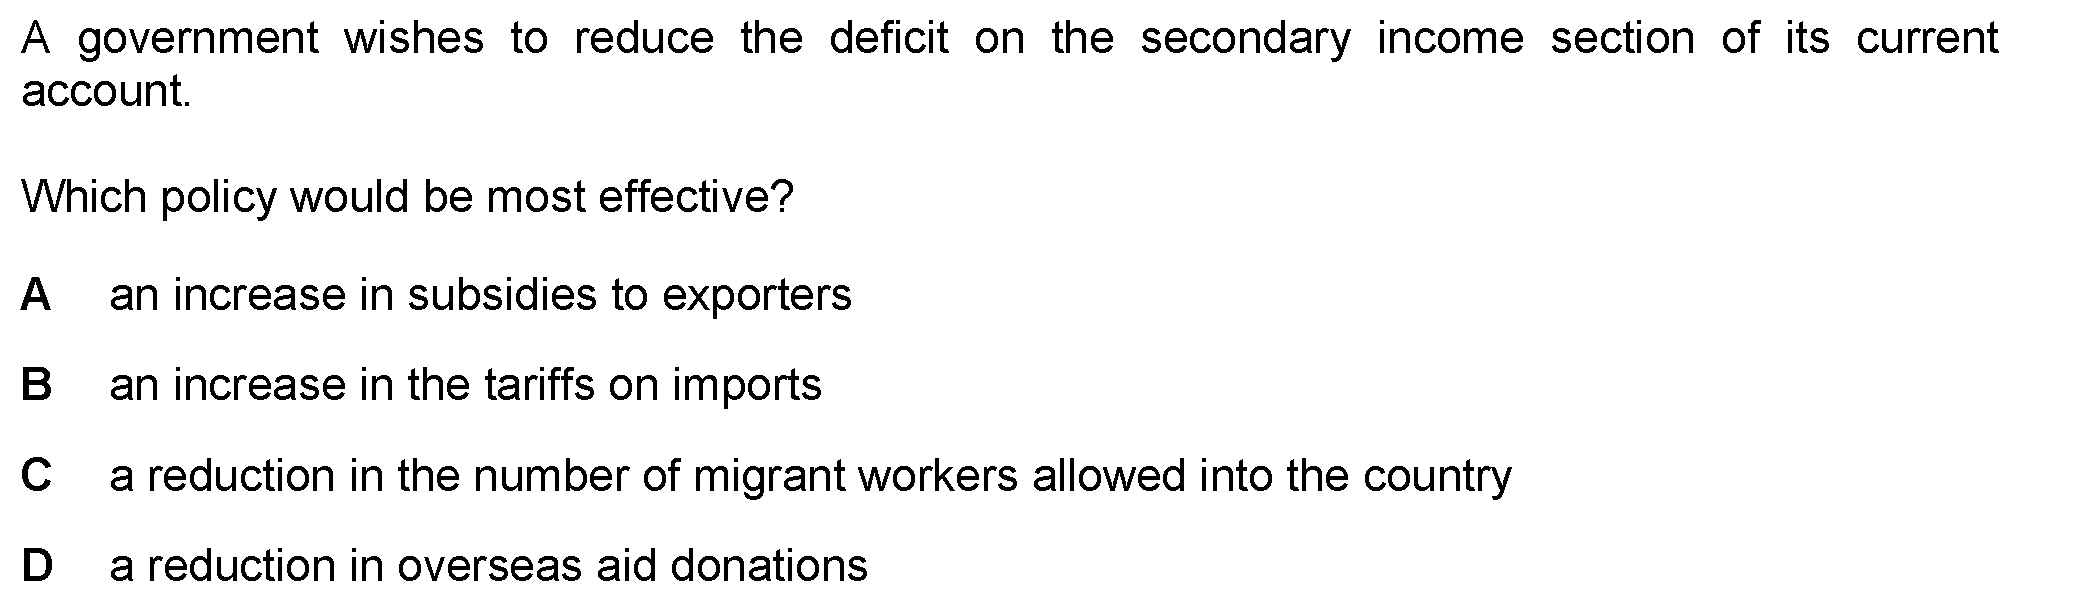 A government wishes to reduce the deficit on the secondary income section of its current
account.
Which policy would be most effective?
A an increase in subsidies to exporters
B an increase in the tariffs on imports
C a reduction in the number of migrant workers allowed into the country
D a reduction in overseas aid donations